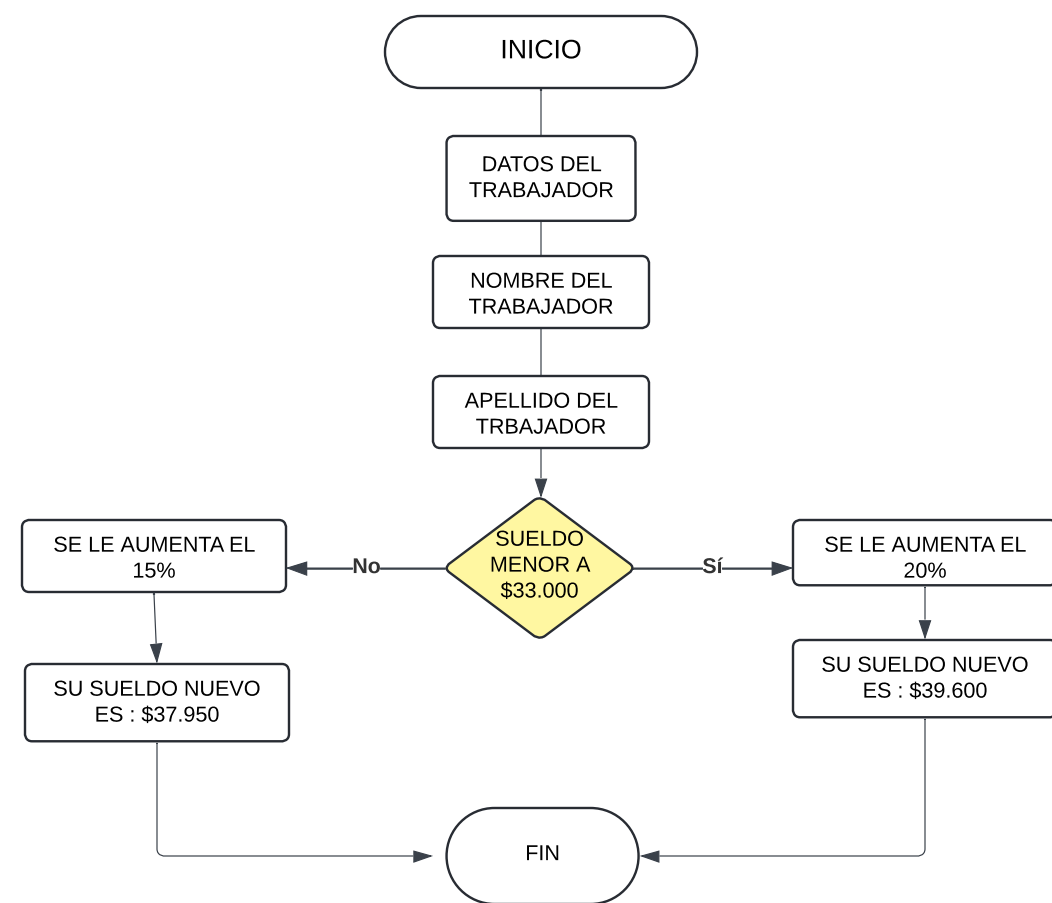 INICIO
DATOS DEL
TRABAJADOR
NOMBRE DEL
TRABAJADOR
APELLIDO DEL
TRBAJADOR
SUELDO
MENOR A
$33.000
No
Sí
SE LE AUMENTA EL
15%
SE LE AUMENTA EL
20%
SU SUELDO NUEVO
ES : $37.950
SU SUELDO NUEVO
ES : $39.600
FIN